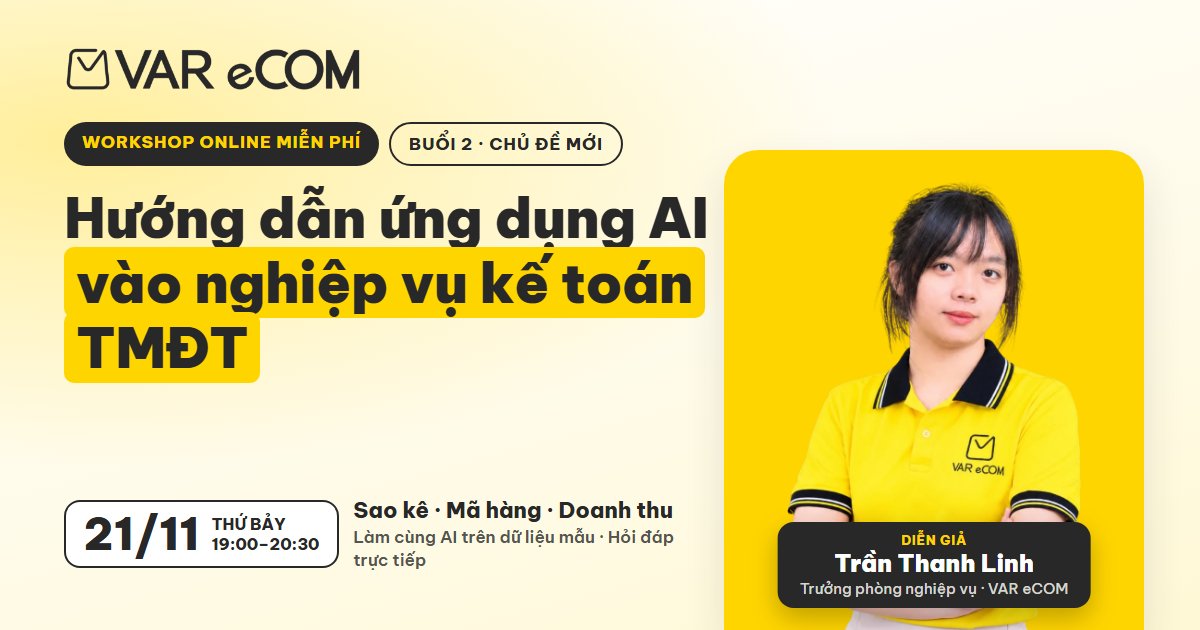 VAR eCOM
WORKSHOP ONLINE MIỄN PHÍ
BUỔI 2 · CHỦ ĐỀ MỚI
Hướng dẫn ứng dụng AI
vào nghiệp vụ kế toán
TMĐT
21/11
THỨ BẢY
19:00–20:30
Sao kê · Mã hàng · Doanh thu
Làm cùng AI trên dữ liệu mẫu · Hỏi đáp
trực tiếp
VAR eCOM
DIỄN GIẢ
Trần Thanh Linh
Trưởng phòng nghiệp vụ · VAR eCOM